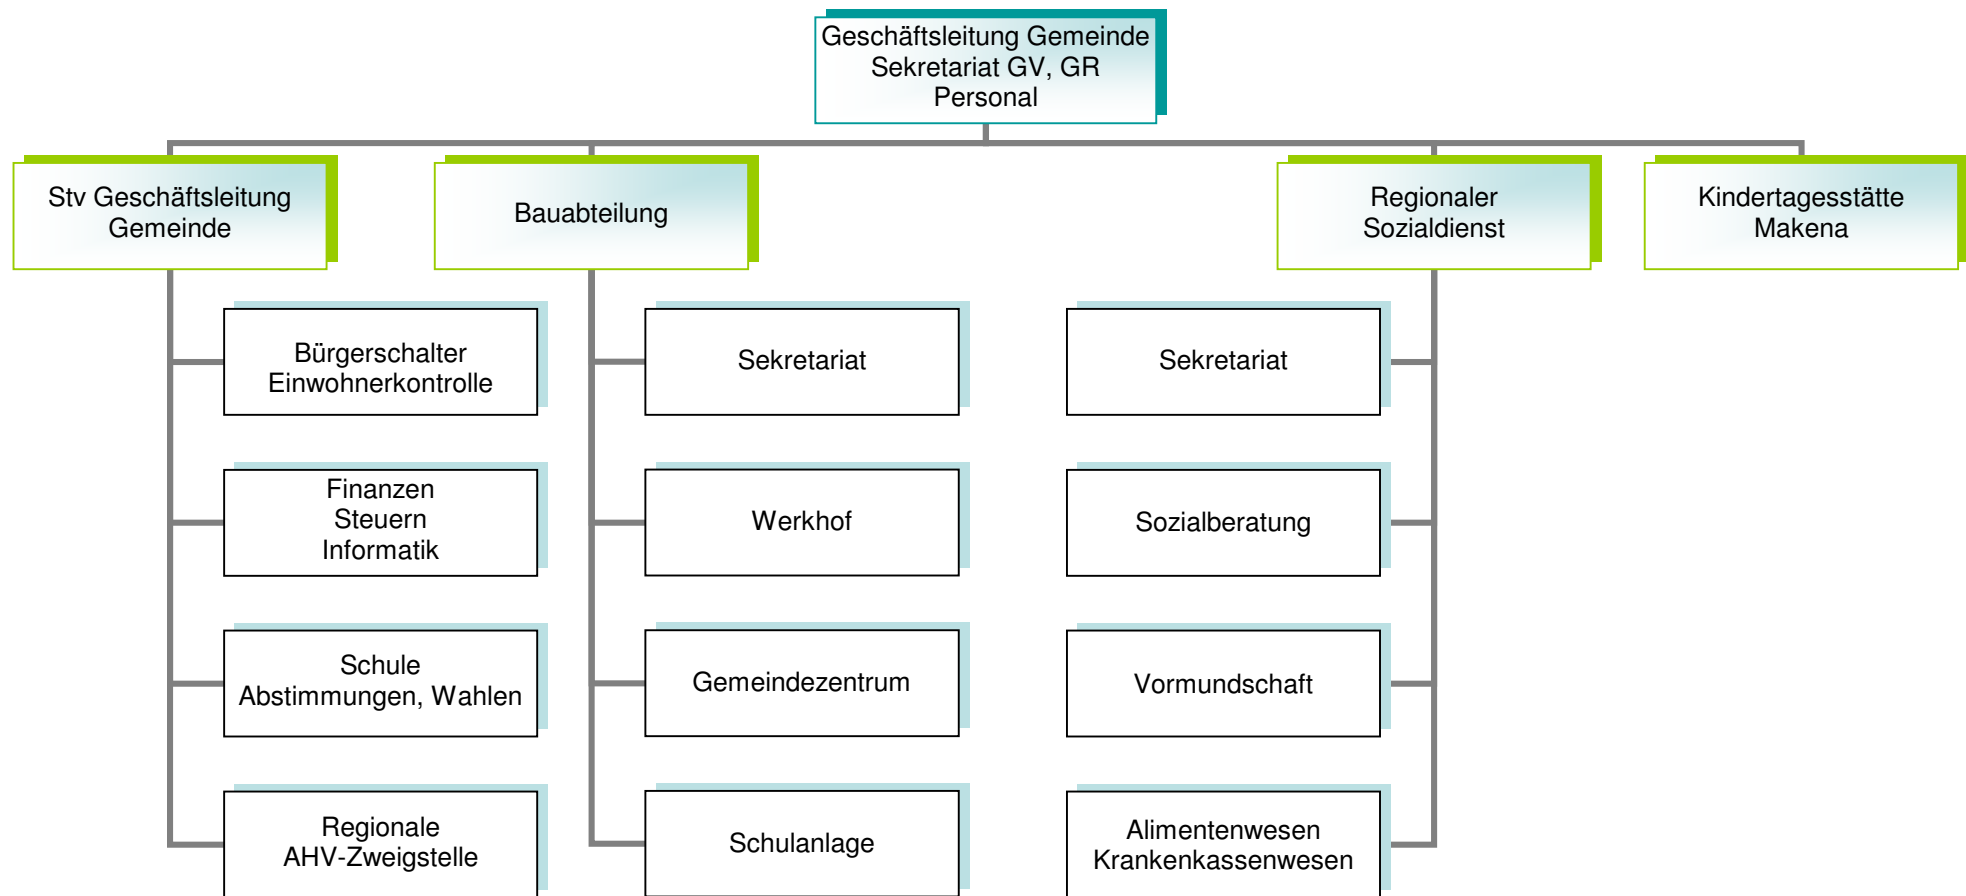 Geschäftsleitung Gemeinde
Sekretariat GV, GR
Personal
Stv Geschäftsleitung
Gemeinde
Bauabteilung
Regionaler
Sozialdienst
Kindertagesstätte
Makena
Bürgerschalter
Einwohnerkontrolle
Finanzen
Steuern
Informatik
Schule
Abstimmungen, Wahlen
Regionale
AHV-Zweigstelle
Sekretariat
Werkhof
Gemeindezentrum
Schulanlage
Sekretariat
Sozialberatung
Vormundschaft
Alimentenwesen
Krankenkassenwesen